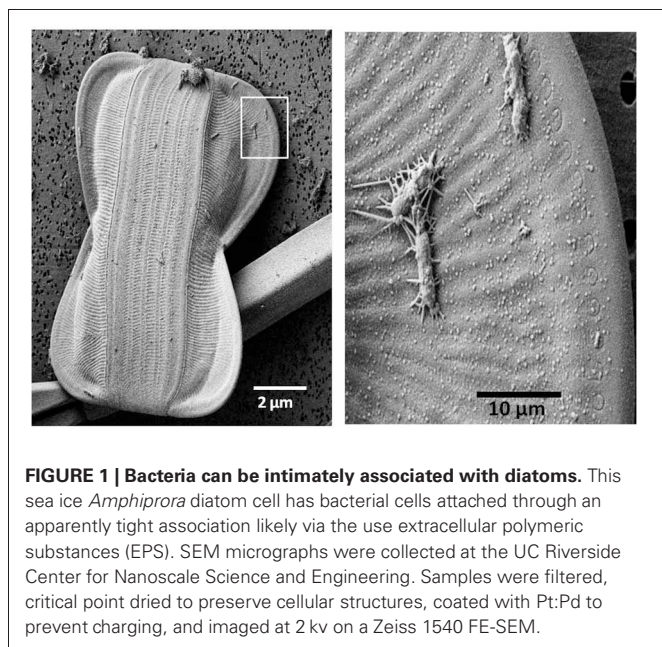 2 µm
10 µm
FIGURE 1 | Bacteria can be intimately associated with diatoms. This
sea ice Amphiprora diatom cell has bacterial cells attached through an
apparently tight association likely via the use extracellular polymeric
substances (EPS). SEM micrographs were collected at the UC Riverside
Center for Nanoscale Science and Engineering. Samples were filtered,
critical point dried to preserve cellular structures, coated with Pt:Pd to
prevent charging, and imaged at 2 kv on a Zeiss 1540 FE-SEM.